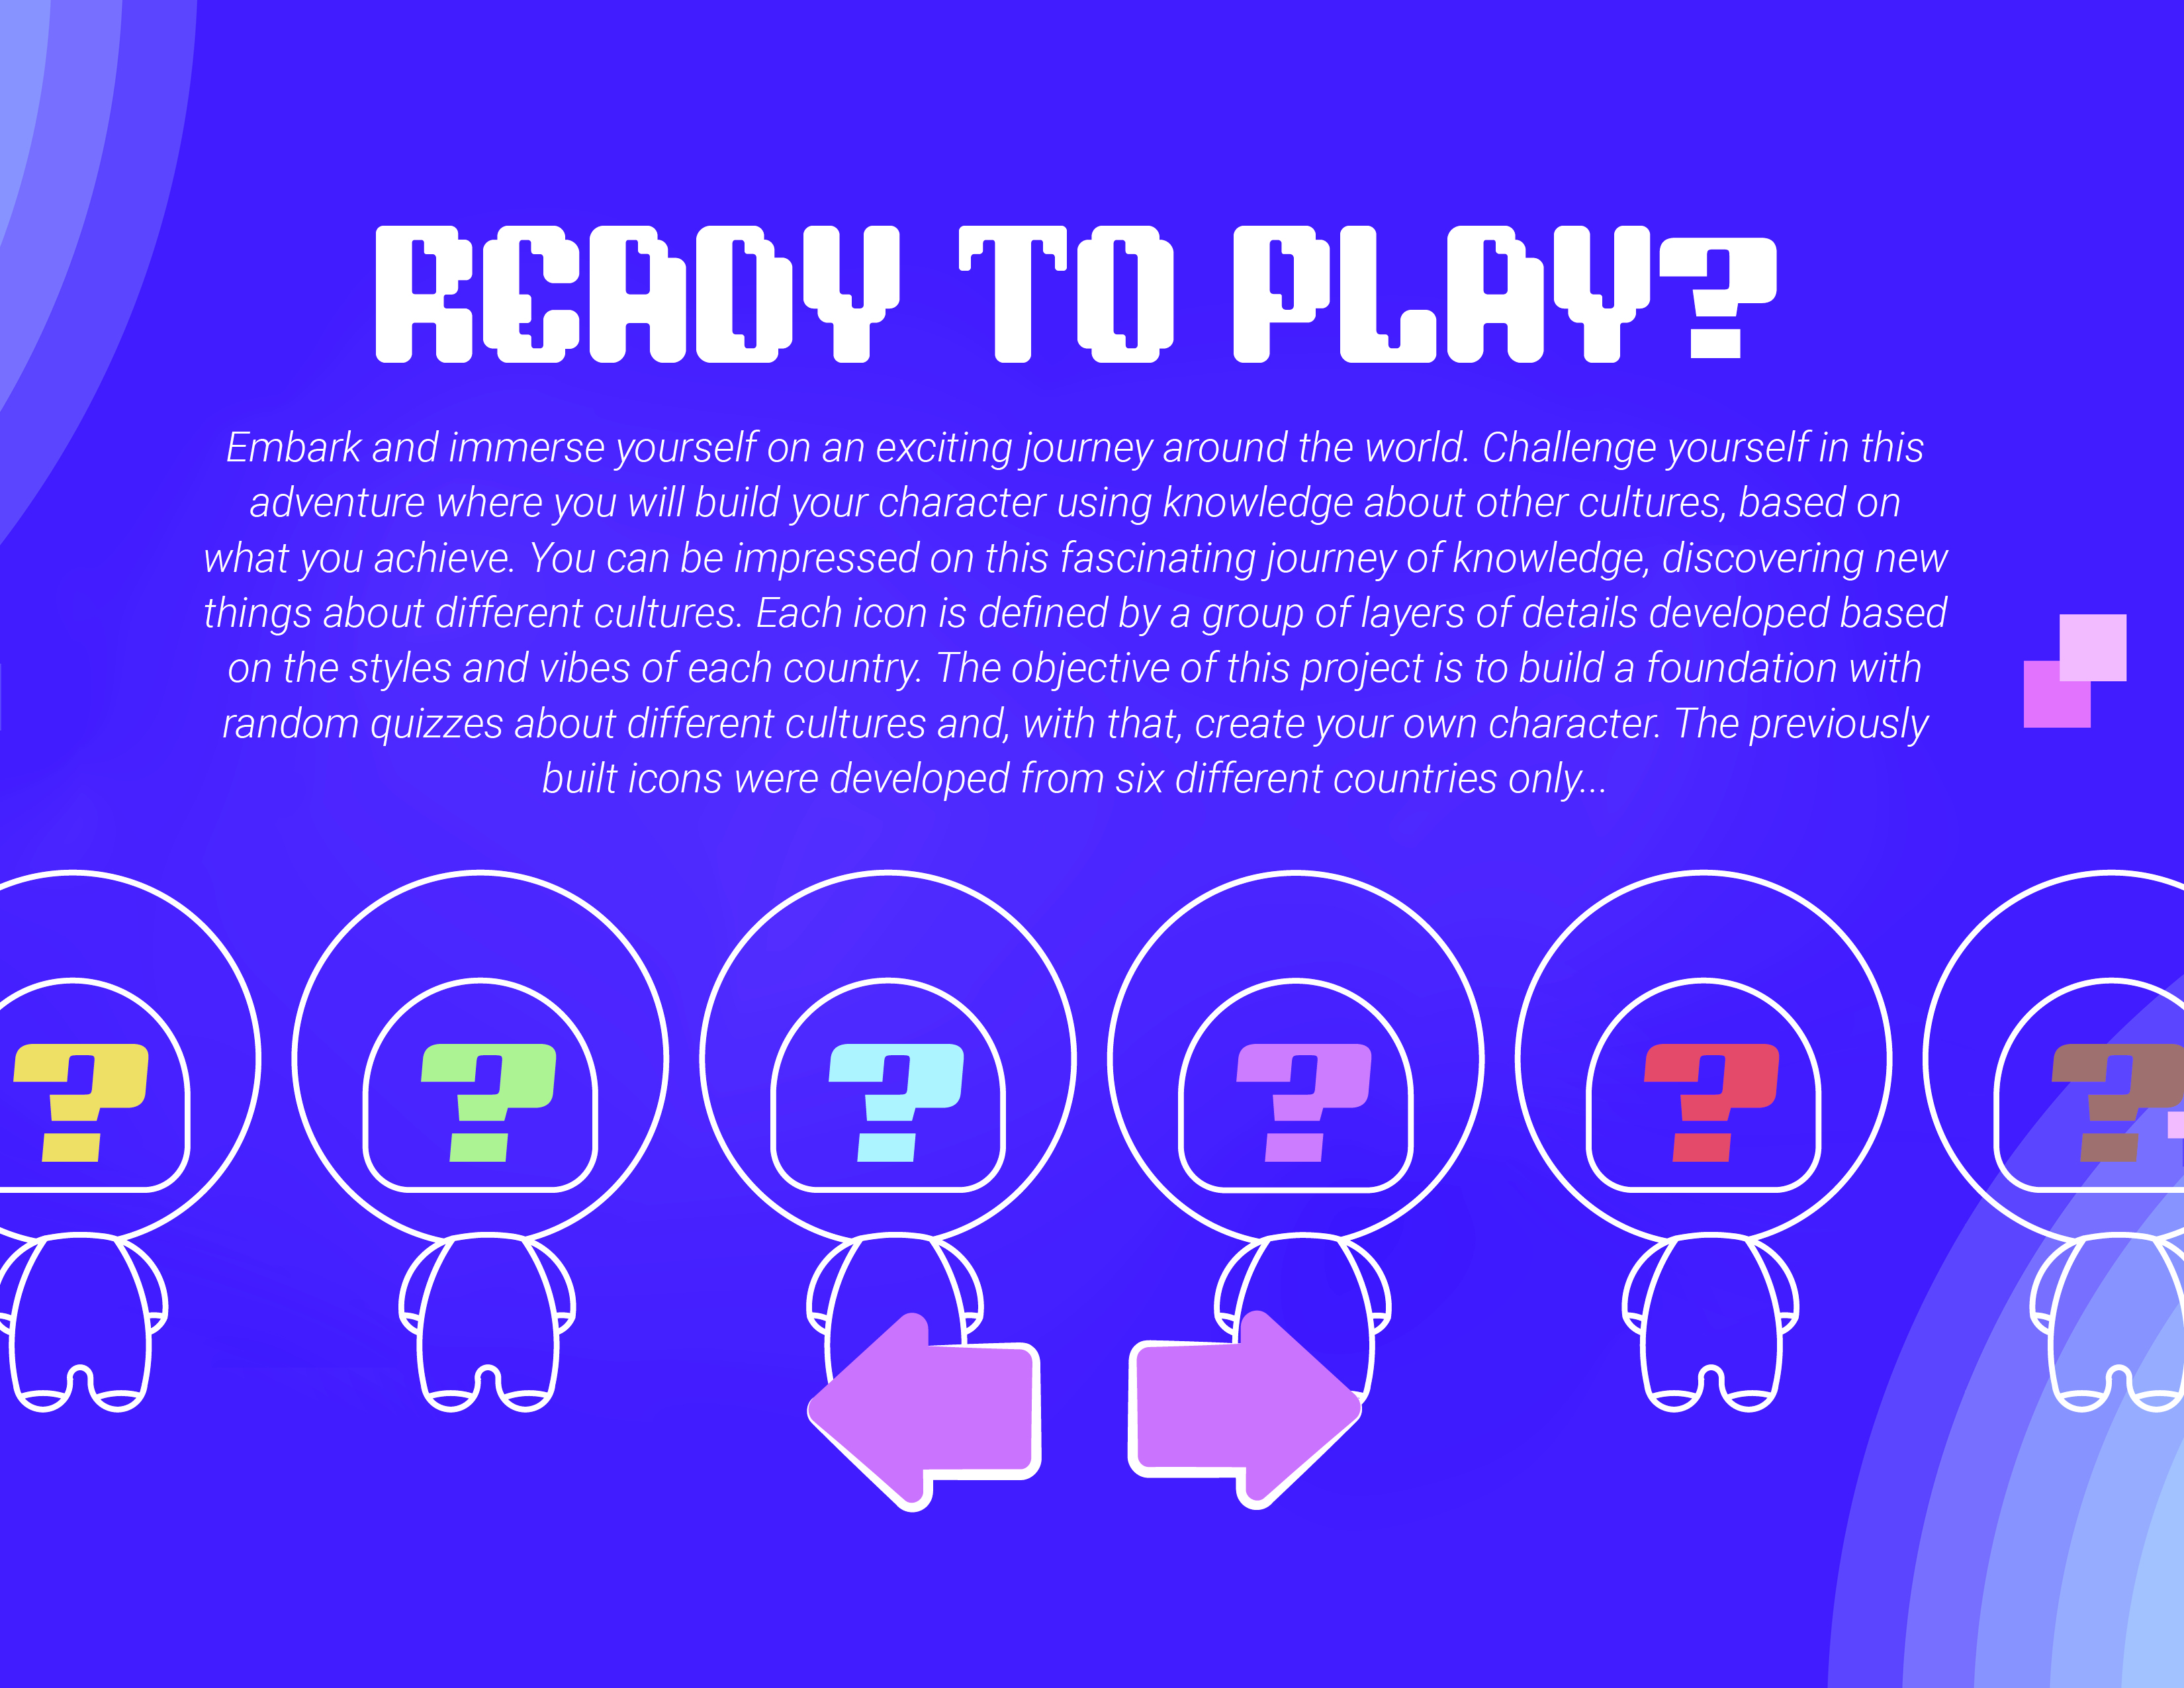 READY TO PLAY?
Embark and immerse yourself on an exciting journey around the world. Challenge yourself in this
adventure where you will build your character using knowledge about other cultures, based on
what you achieve. You can be impressed on this fascinating journey of knowledge, discovering new
things about different cultures. Each icon is defined by a group of layers of details developed based
on the styles and vibes of each country. The objective of this project is to build a foundation with
random quizzes about different cultures and, with that, create your own character. The previously
built icons were developed from six different countries only...
? ? ? ? ? ?